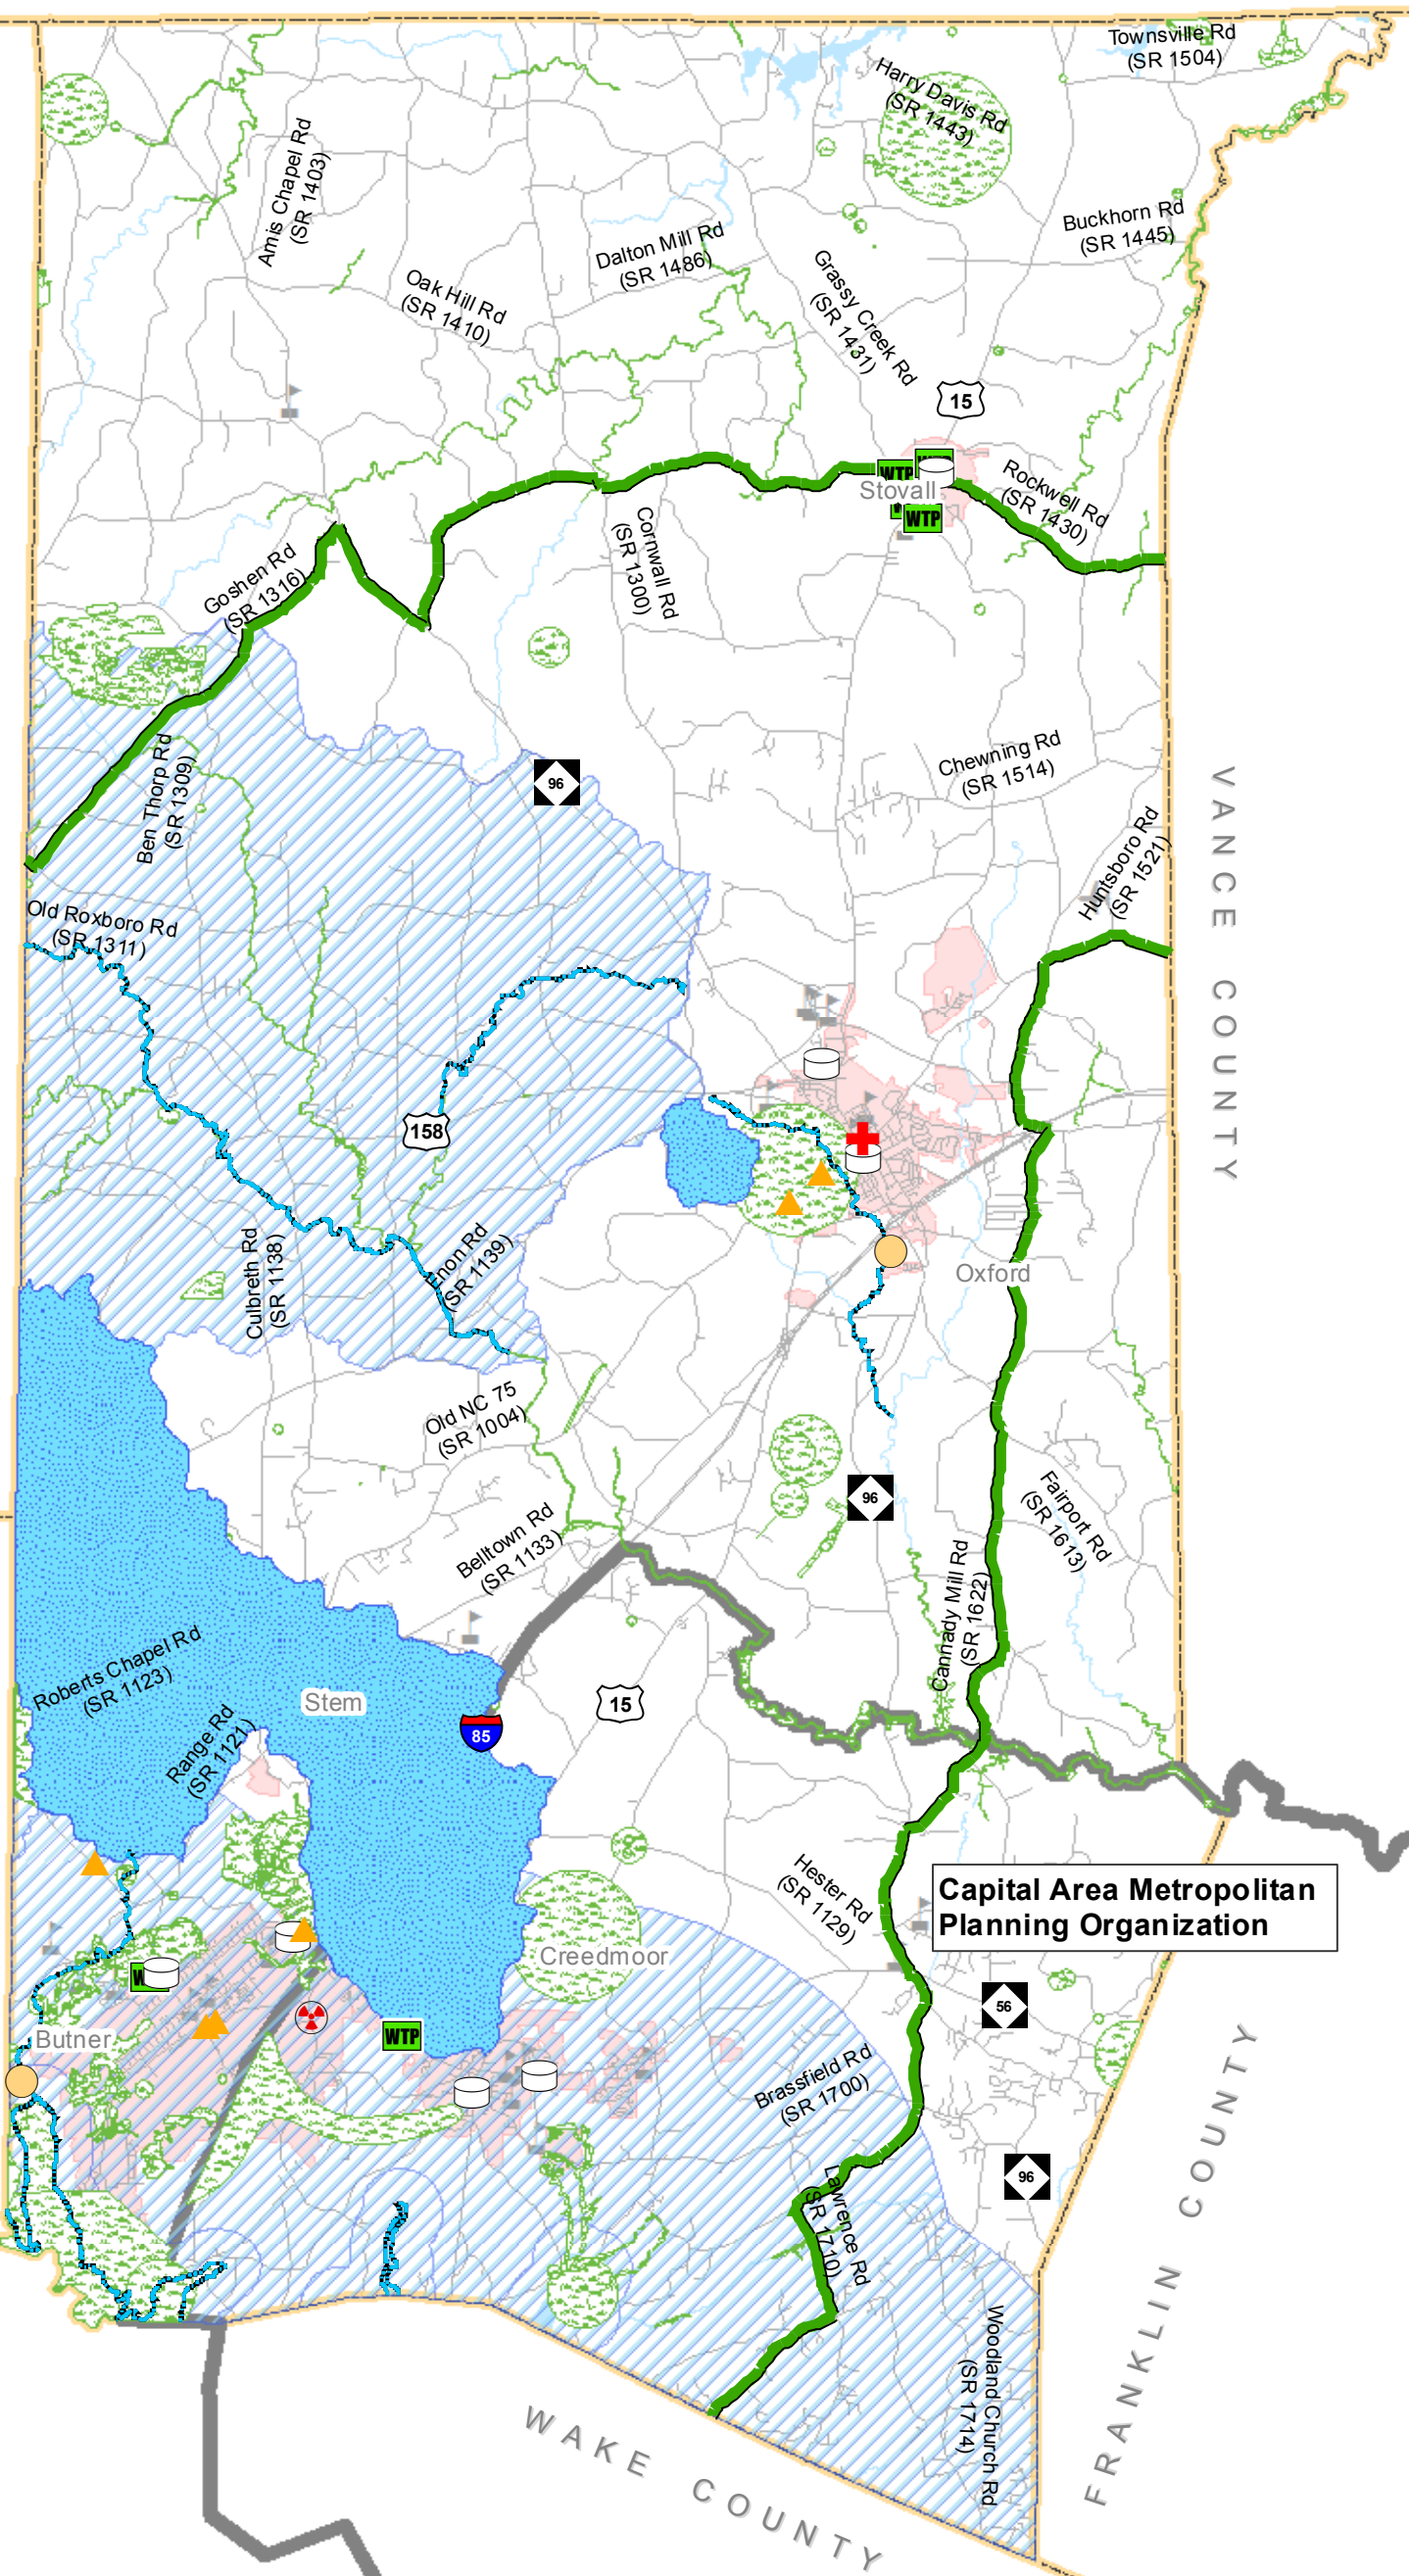 Townsville Rd
(SR 1504)
Harry Davis Rd
(SR 1443)
Amis Chapel Rd
(SR 1403)
Buckhorn Rd
(SR 1445)
Dalton Mill Rd
(SR 1486)
Grassy Creek Rd
(SR 1431)
Oak Hill Rd
(SR 1410)
15
WTP
Stovall
WTP
Rockwell Rd
(SR 1430)
Cornwall Rd
(SR 1300)
Goshen Rd
(SR 1316)
Chewning Rd
(SR 1514)
96
Ben Thorp Rd
(SR 1309)
Huntsboro Rd
(SR 1521)
VANCE COUNTY
Old Roxboro Rd
(SR 1311)
158
Enon Rd
(SR 1139)
Culbreth Rd
(SR 1138)
Oxford
Old NC 75
(SR 1004)
96
Fairport Rd
(SR 1613)
Belltown Rd
(SR 1133)
Cannady Mill Rd
(SR 1622)
Roberts Chapel Rd
(SR 1123)
Stem
15
Range Rd
(SR 1121)
85
Hester Rd
(SR 1129)
Capital Area Metropolitan
Planning Organization
Creedmoor
56
Butner
WTP
Brassfield Rd
(SR 1700)
96
Lawrence Rd
(SR 1710)
FRANKLIN COUNTY
Woodland Church Rd
(SR 1714)
WAKE COUNTY